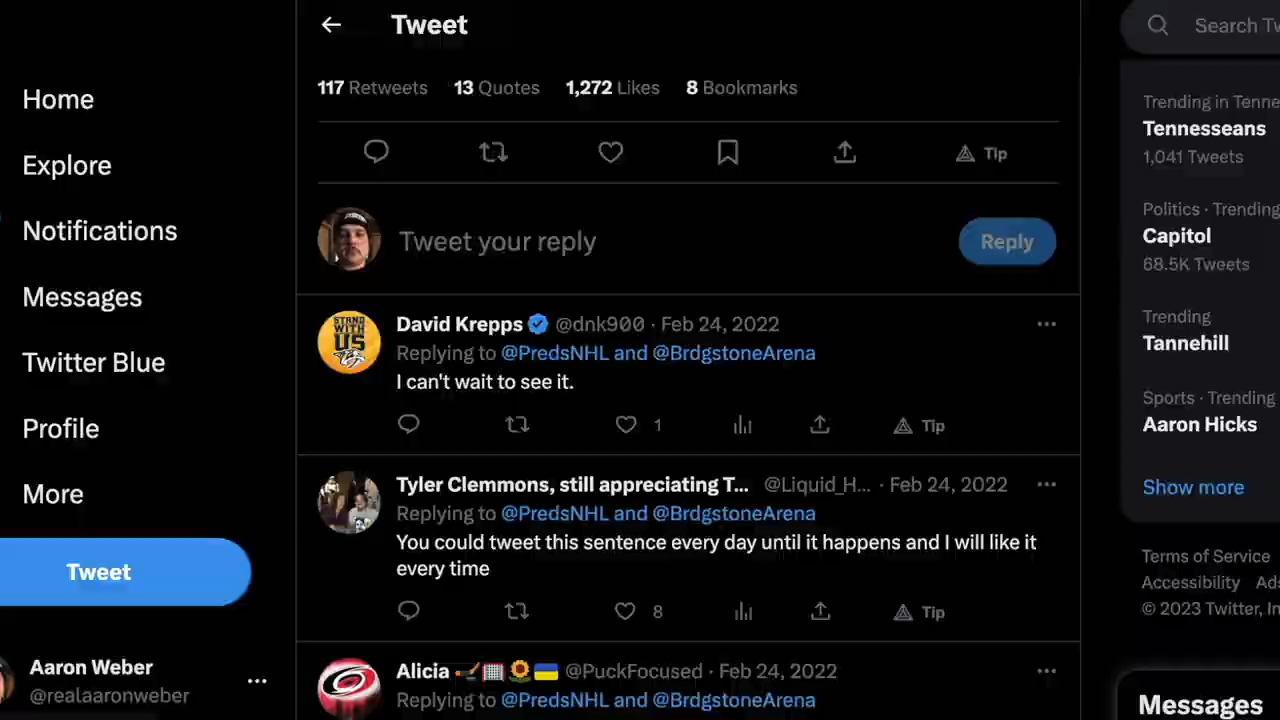 Tweet
Search Tw
117 Retweets 13 Quotes 1,272 Likes 8 Bookmarks
Tip
Tweet your reply
Reply
David Krepps @dnk900 · Feb 24, 2022
Replying to @PredsNHL and @BrdgstoneArena
I can't wait to see it.
1
Tip
Tyler Clemmons, still appreciating T... @Liquid_H... · Feb 24, 2022
Replying to @PredsNHL and @BrdgstoneArena
You could tweet this sentence every day until it happens and I will like it
every time
8
Tip
Alicia @PuckFocused · Feb 24, 2022
Replying to @PredsNHL and @BrdgstoneArena
Home
Explore
Notifications
Messages
Twitter Blue
Profile
More
Tweet
Aaron Weber
@realaaronweber
Trending in Tenne
Tennesseans
1,041 Tweets
Politics · Trending
Capitol
68.5K Tweets
Trending
Tannehill
Sports · Trending
Aaron Hicks
Show more
Terms of Service
Accessibility Ads
© 2023 Twitter, In
Messages
STAND
WITH
US